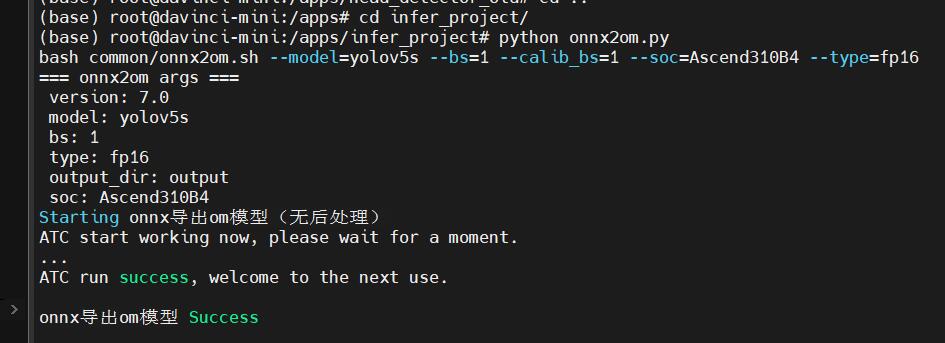 (base) root@davinci-mini:/apps/head_detector_old# cd ..
(base) root@davinci-mini:/apps# cd infer_project/
(base) root@davinci-mini:/apps/infer_project# python onnx2om.py
bash common/onnx2om.sh --model=yolov5s --bs=1 --calib_bs=1 --soc=Ascend310B4 --type=fp16
=== onnx2om args ===
version: 7.0
model: yolov5s
bs: 1
type: fp16
output_dir: output
soc: Ascend310B4
Starting onnx导出om模型（无后处理）
ATC start working now, please wait for a moment.
...
ATC run success, welcome to the next use.
onnx导出om模型 Success